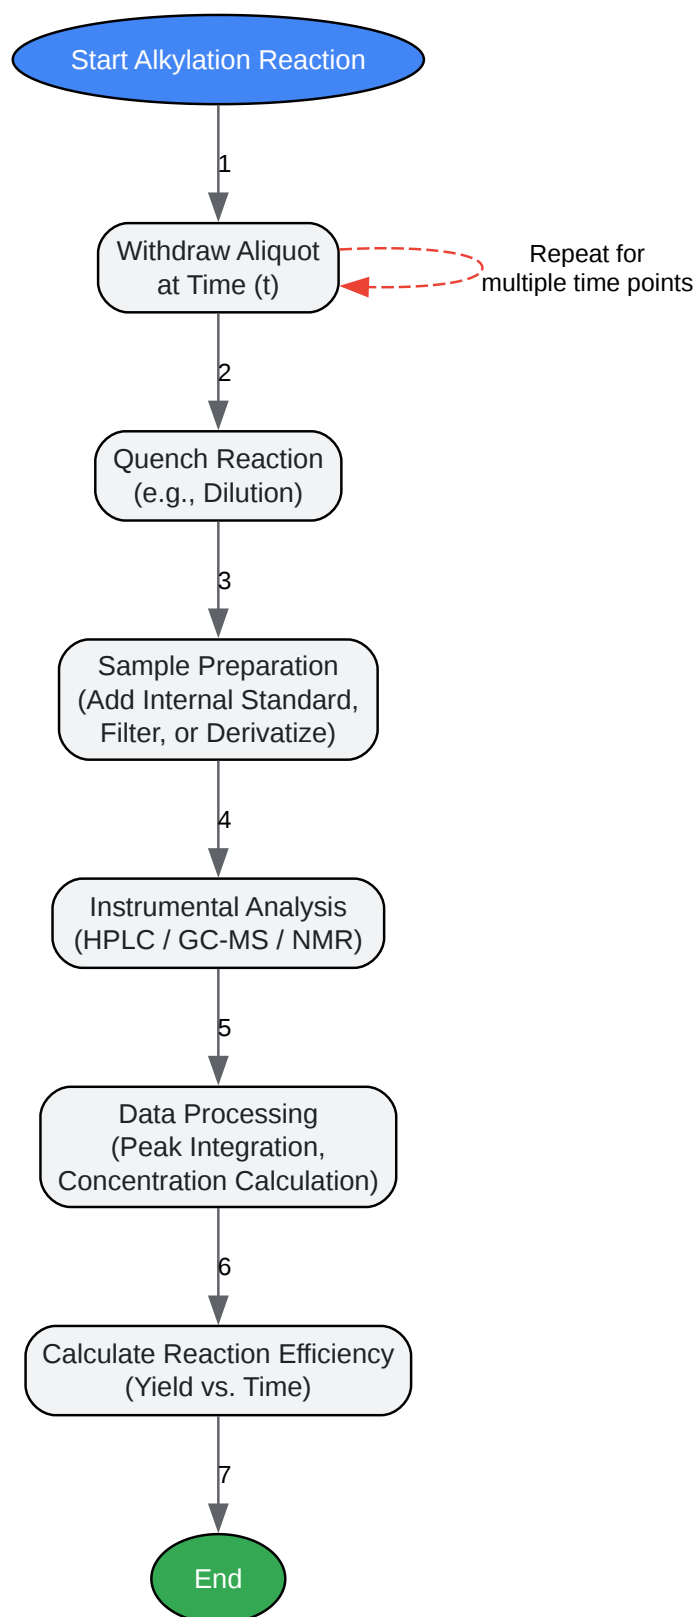 Start Alkylation Reaction
1
Withdraw Aliquot
at Time (t)
Repeat for
multiple time points
2
Quench Reaction
(e.g., Dilution)
3
Sample Preparation
(Add Internal Standard,
Filter, or Derivatize)
4
Instrumental Analysis
(HPLC / GC-MS / NMR)
5
Data Processing
(Peak Integration,
Concentration Calculation)
6
Calculate Reaction Efficiency
(Yield vs. Time)
7
End